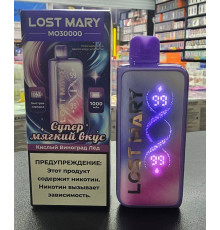 LOST MARY
MO30000
1000
Супер
мягкий вкус
Кислый Виноград Лед
ПРЕДУПРЕЖДЕНИЕ:
Этот продукт
содержит никотин.
Никотин вызывает
зависимость.
LOST MARY
99
99